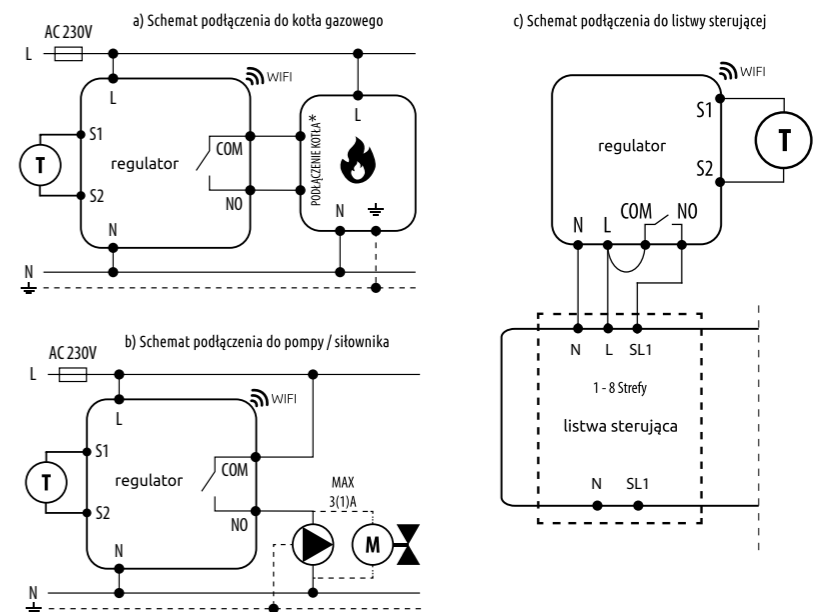 a) Schemat podłączenia do kotła gazowego
AC 230V
L
WIFI
L
L
S1
COM
T
regulator
PODŁĄCZENIE KOTŁA*
S2
NO
N
N
N
b) Schemat podłączenia do pompy / siłownika
AC 230V
L
WIFI
L
S1
COM
T
regulator
MAX
3(1)A
S2
NO
M
N
N
c) Schemat podłączenia do listwy sterującej
WIFI
S1
regulator
T
S2
N L COM NO
N L SL1
1 - 8 Strefy
listwa sterująca
N SL1